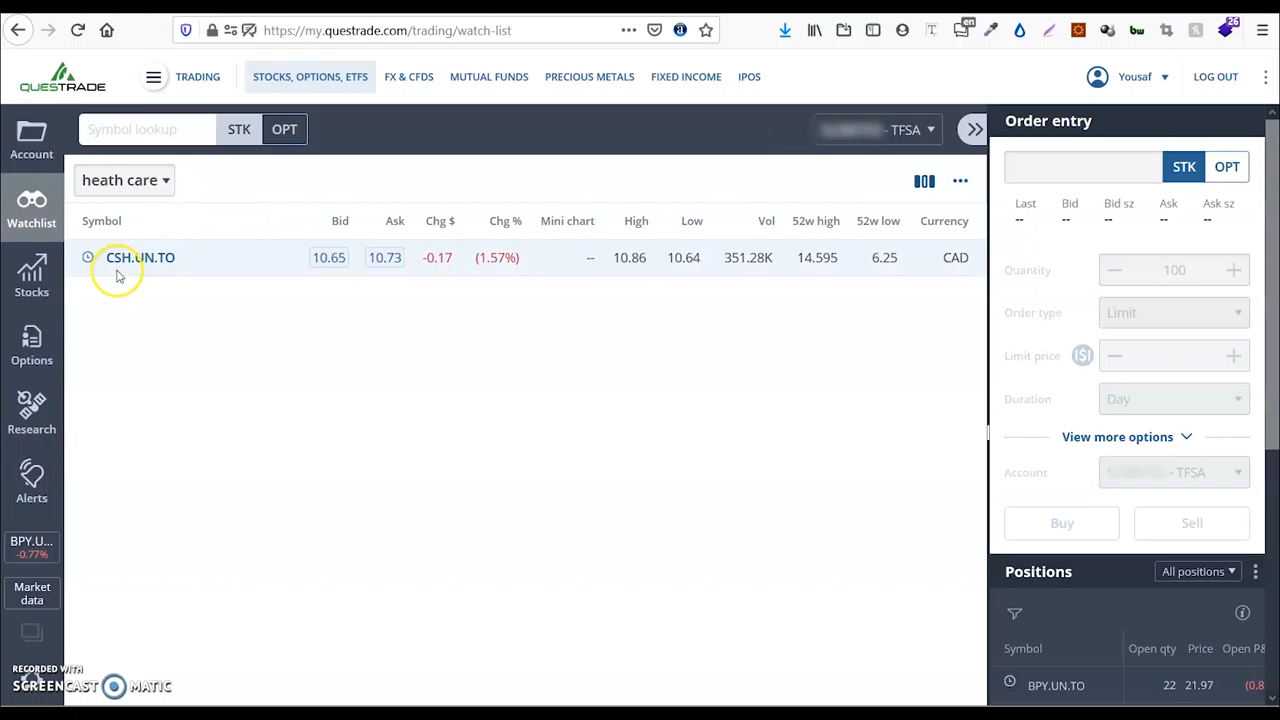 https://my.questrade.com/trading/watch-list
en
26
QUESTRADE
TRADING
STOCKS, OPTIONS, ETFS
FX & CFDS
MUTUAL FUNDS
PRECIOUS METALS
FIXED INCOME
IPOS
Yousaf
LOG OUT
Account
Watchlist
Stocks
Options
Research
Alerts
BPY.U...
-0.77%
Market
data
Symbol lookup
STK
OPT
- TFSA
heath care
Symbol Bid Ask Chg $ Chg % Mini chart High Low Vol 52w high 52w low Currency
CSH.UN.TO 10.65 10.73 -0.17 (1.57%) -- 10.86 10.64 351.28K 14.595 6.25 CAD
Order entry
STK OPT
Last Bid Bid sz Ask Ask sz
-- -- -- -- --
Quantity 100
Order type Limit
Limit price
Duration Day
View more options
Account - TFSA
Buy Sell
Positions All positions
Symbol Open qty Price Open P&
BPY.UN.TO 22 21.97 (0.8
RECORDED WITH
SCREENCAST MATIC